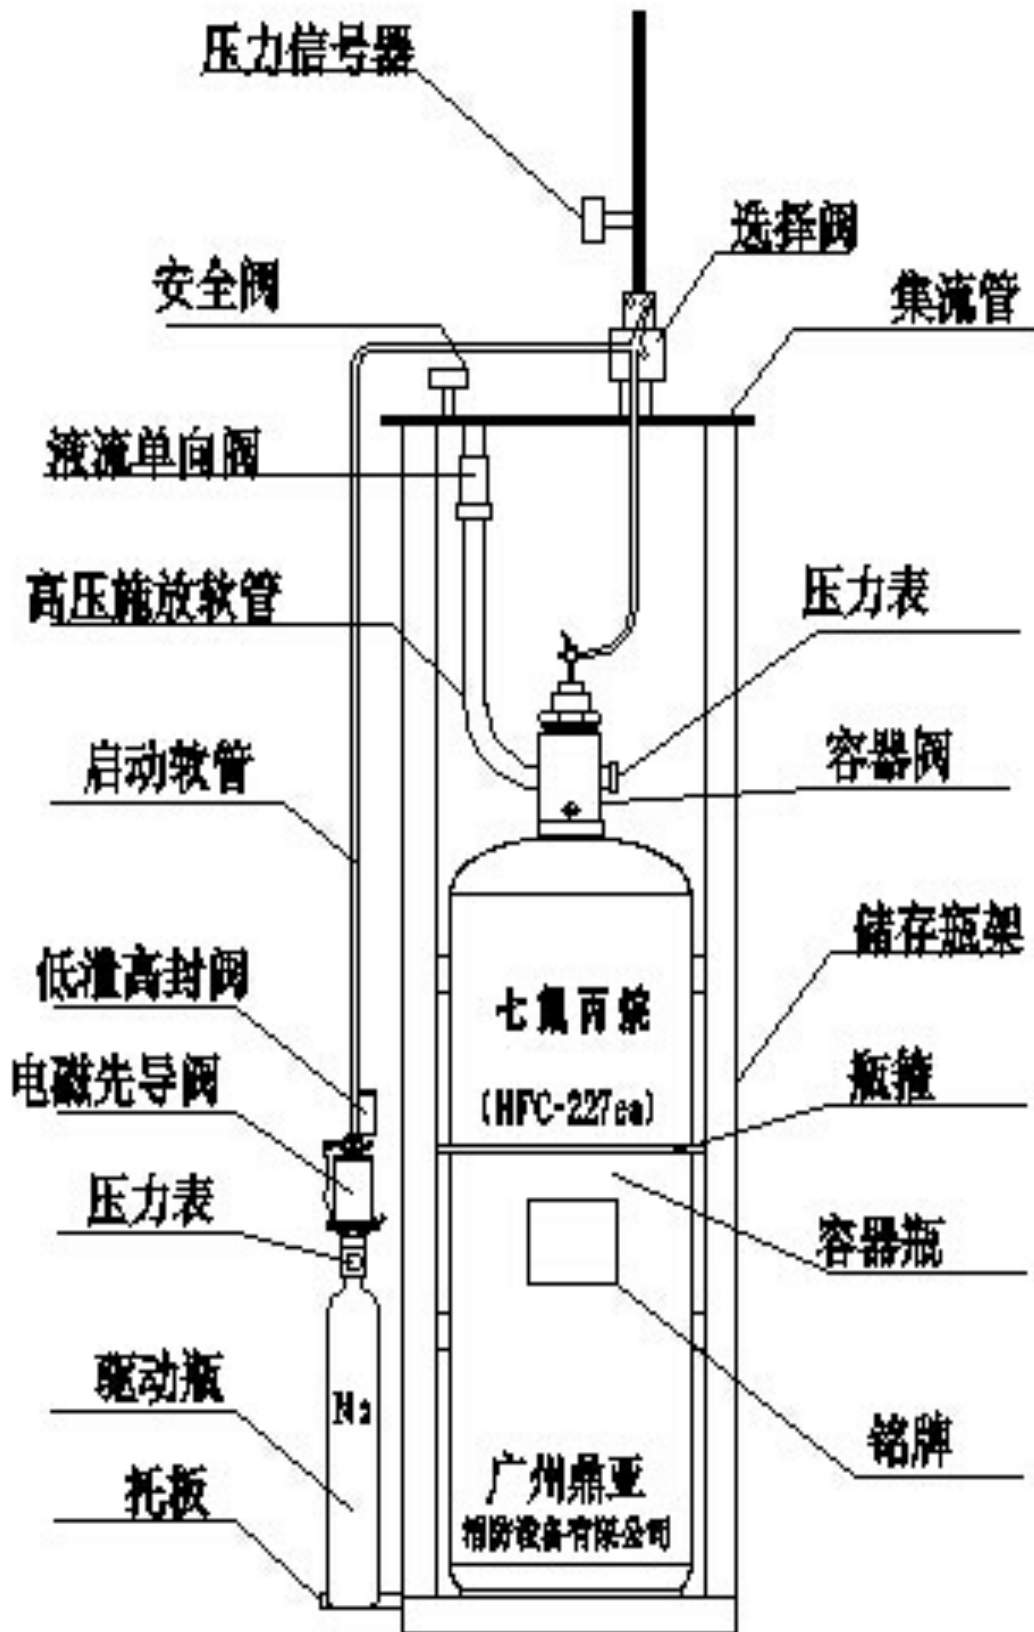 压力信号器
选择阀
安全阀
集流管
液流单向阀
高压施放软管
压力表
启动软管
容器阀
储存瓶架
低泄高封阀
七氟丙烷
电磁先导阀
瓶箍
(HFC-227ea)
压力表
容器瓶
驱动瓶
N2
铭牌
广州鼎亚
托板
消防设备有限公司